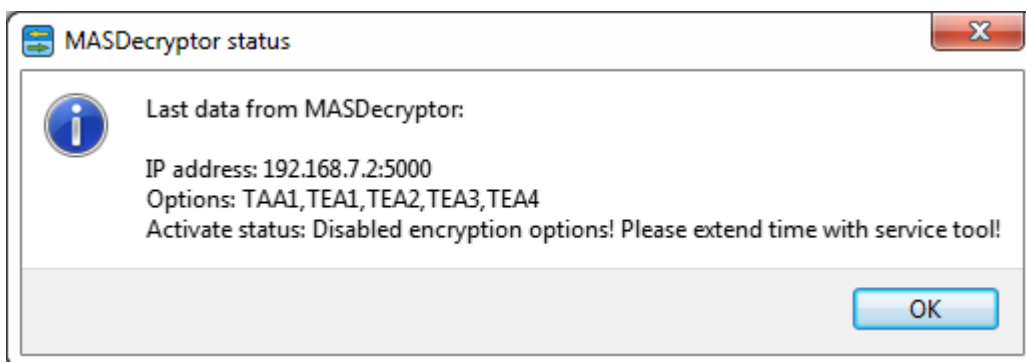 MASDecryptor status
Last data from MASDecryptor:
IP address: 192.168.7.2:5000
Options: TAA1,TEA1,TEA2,TEA3,TEA4
Activate status: Disabled encryption options! Please extend time with service tool!
OK